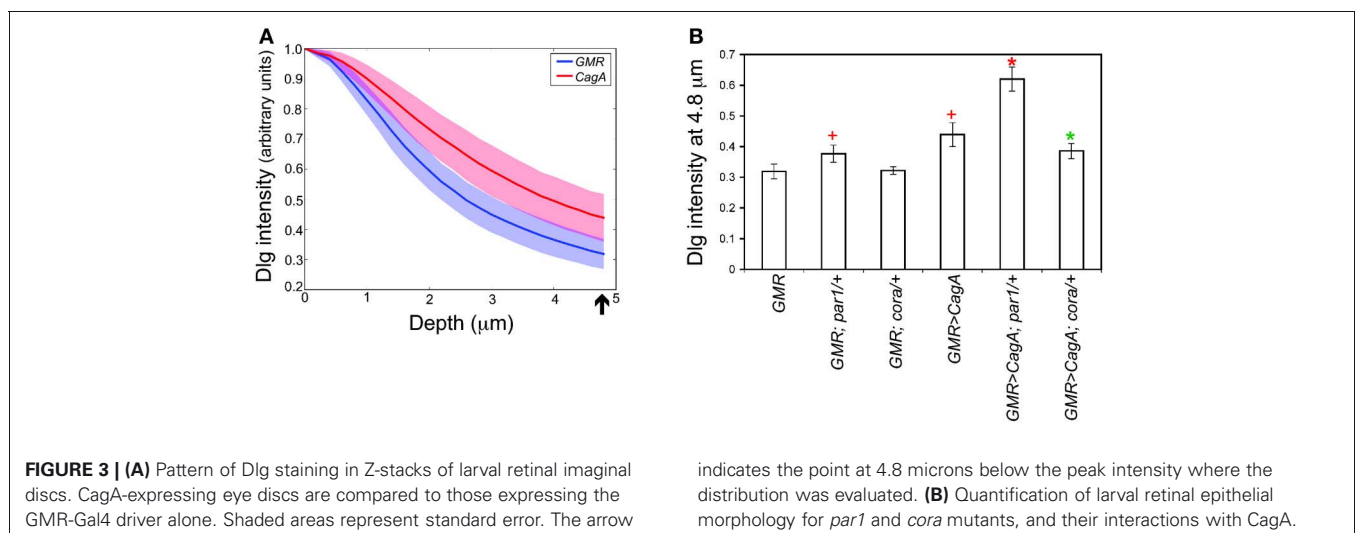 A
Dlg intensity (arbitrary units)
1.0
0.9
0.8
0.7
0.6
0.5
0.4
0.3
0.2
0
1
2
3
4
5
Depth (μm)
GMR
CagA
B
Dlg intensity at 4.8 μm
0.7
0.6
0.5
0.4
0.3
0.2
0.1
0
+
+
*
*
GMR
GMR; par1/+
GMR; cora/+
GMR>CagA
GMR>CagA; par1/+
GMR>CagA; cora/+
FIGURE 3 | (A) Pattern of Dlg staining in Z-stacks of larval retinal imaginal
discs. CagA-expressing eye discs are compared to those expressing the
GMR-Gal4 driver alone. Shaded areas represent standard error. The arrow
indicates the point at 4.8 microns below the peak intensity where the
distribution was evaluated. (B) Quantification of larval retinal epithelial
morphology for par1 and cora mutants, and their interactions with CagA.